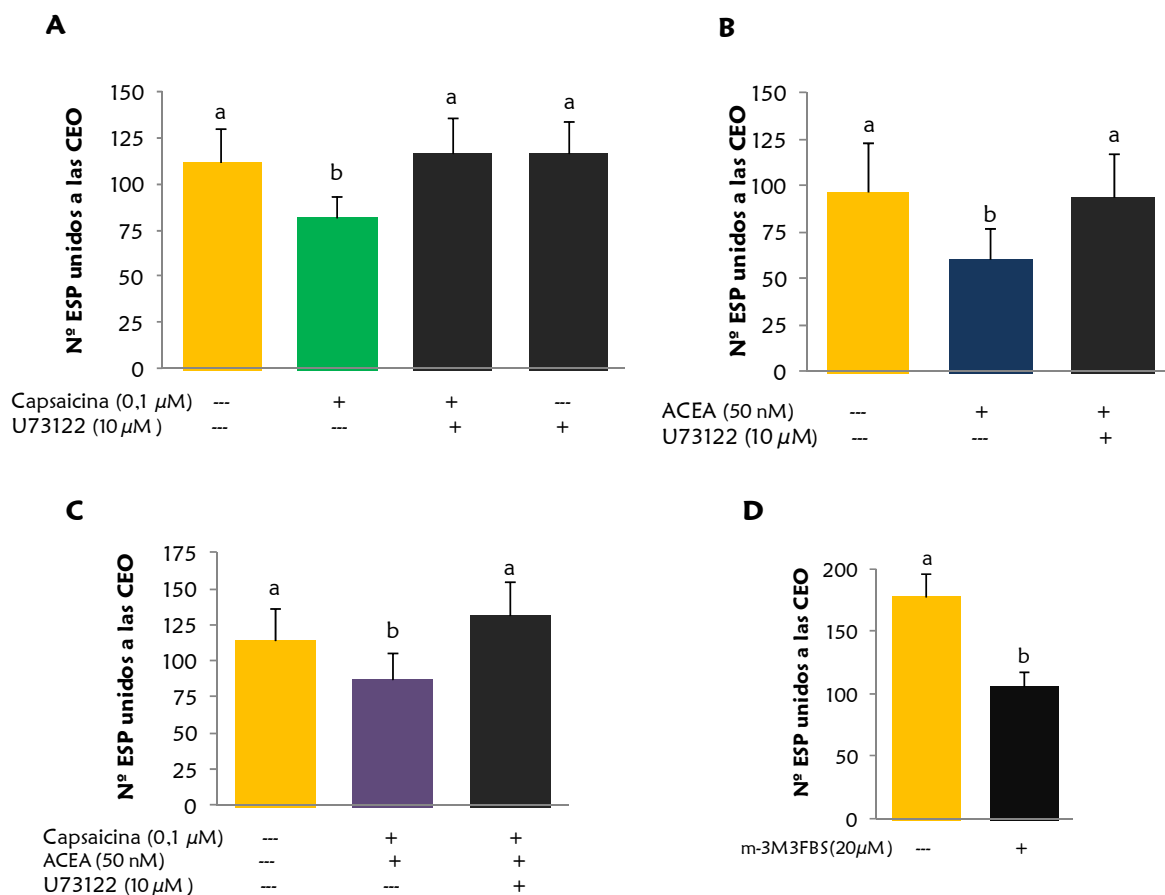 A
Nº ESP unidos a las CEO
150
125
100
75
50
25
0
a
b
a
a
Capsaicina (0,1 µM) --- + + ---
U73122 (10 µM) --- --- + +
B
Nº ESP unidos a las CEO
150
125
100
75
50
25
0
a
b
a
ACEA (50 nM) --- + +
U73122 (10 µM) --- --- +
C
Nº ESP unidos a las CEO
175
150
125
100
75
50
25
0
a
b
a
Capsaicina (0,1 µM) --- + +
ACEA (50 nM) --- + +
U73122 (10 µM) --- --- +
D
Nº ESP unidos a las CEO
200
150
100
50
0
a
b
m-3M3FBS(20µM) --- +